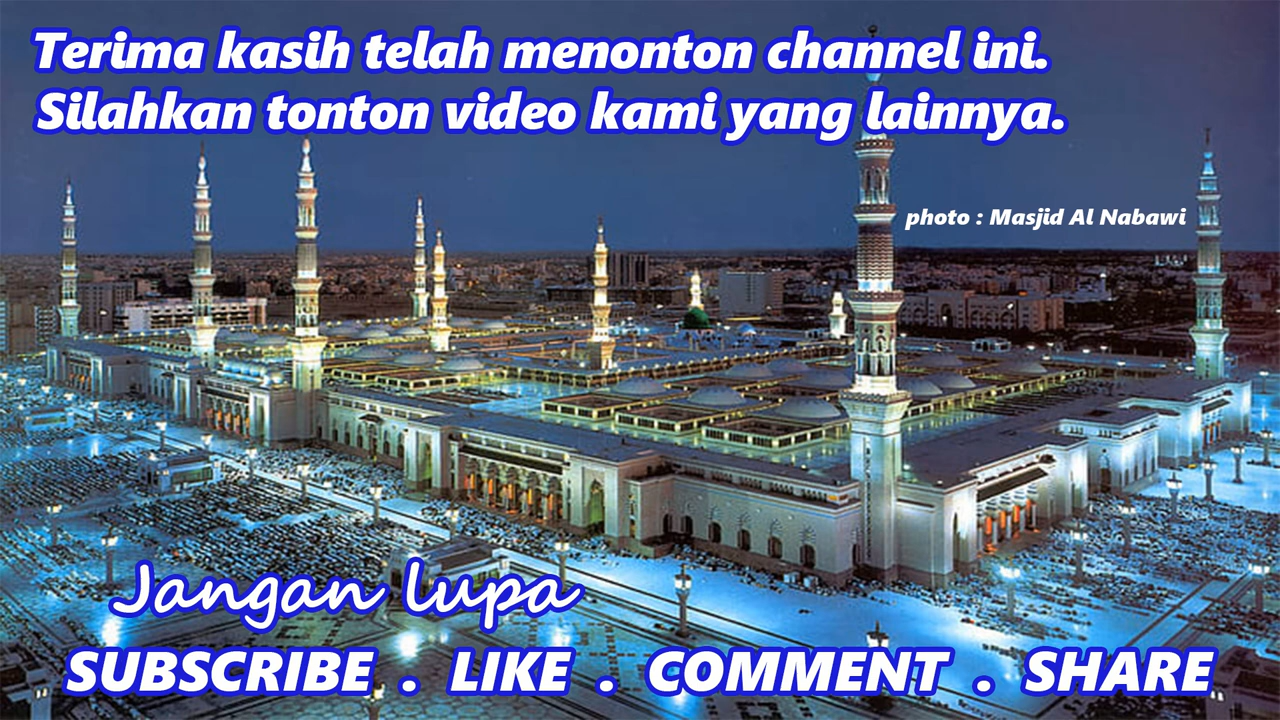 Terima kasih telah menonton channel ini.
Silahkan tonton video kami yang lainnya.
photo : Masjid Al Nabawi
Jangan lupa
SUBSCRIBE . LIKE . COMMENT . SHARE